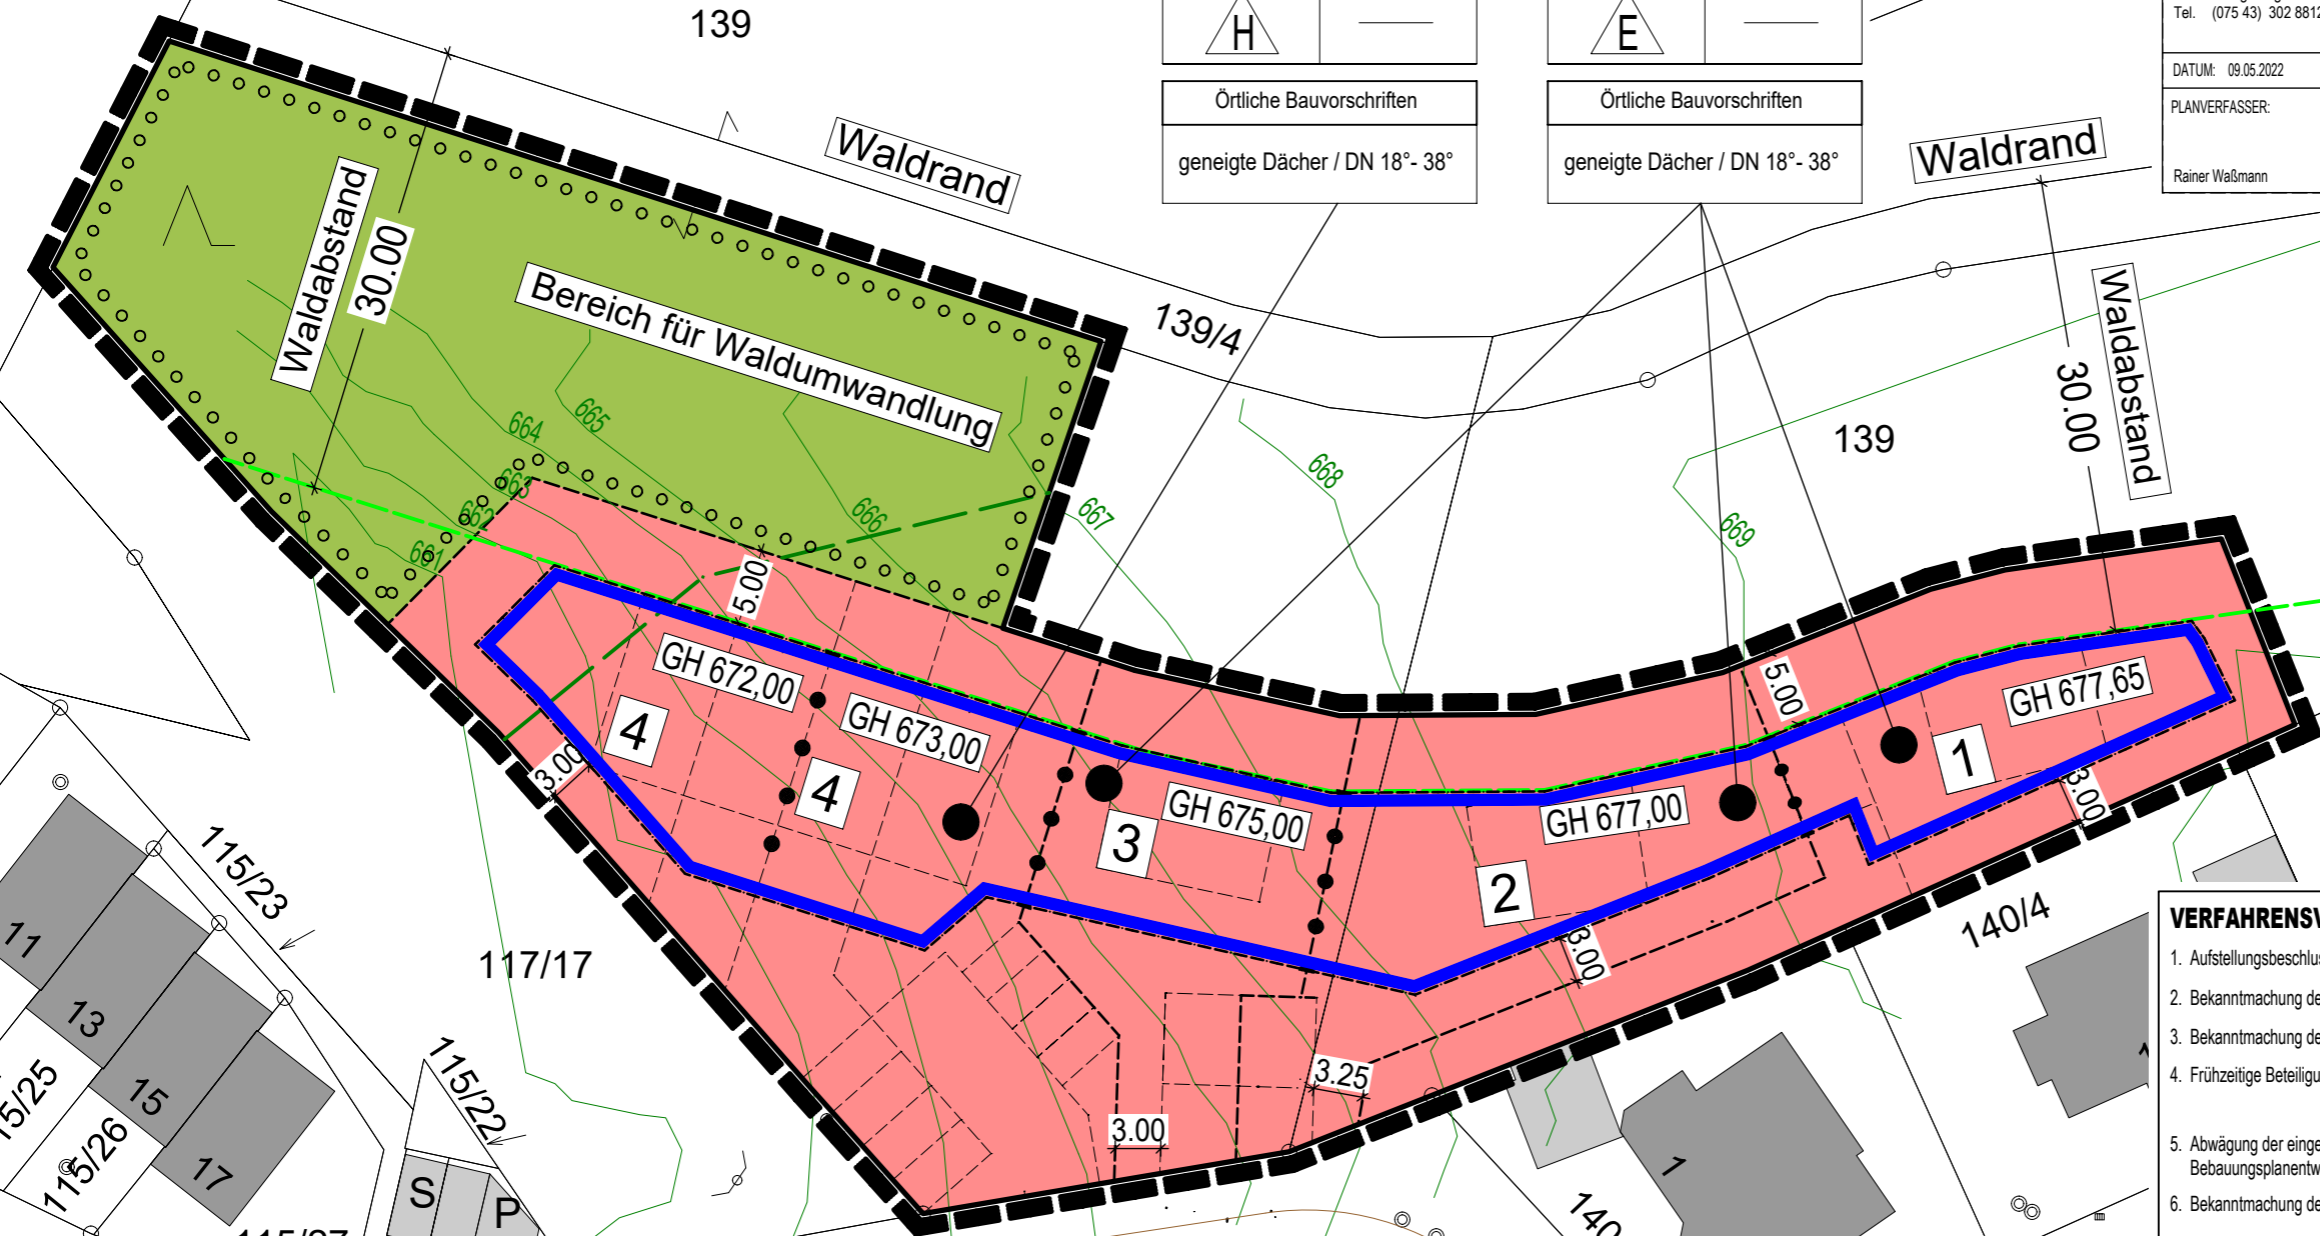 139
H
E
Tel. (075 43) 302 8812
Örtliche Bauvorschriften
geneigte Dächer / DN 18°- 38°
Örtliche Bauvorschriften
geneigte Dächer / DN 18°- 38°
DATUM: 09.05.2022
PLANVERFASSER:
Rainer Waßmann
Waldrand
Waldrand
Waldabstand
30.00
Bereich für Waldumwandlung
139/4
Waldabstand
30.00
139
664
665
663
662
661
666
667
668
669
5.00
GH 672,00
GH 673,00
4
4
3.00
3
GH 675,00
GH 677,00
2
5.00
1
GH 677,65
3.00
3.00
3.25
3.00
115/23
117/17
140/4
11
13
15
17
115/22
115/26
S
P
1
140
VERFAHRENSV
1. Aufstellungsbeschlus
2. Bekanntmachung de
3. Bekanntmachung de
4. Frühzeitige Beteiligu
5. Abwägung der einge
Bebauungsplanentw
6. Bekanntmachung de